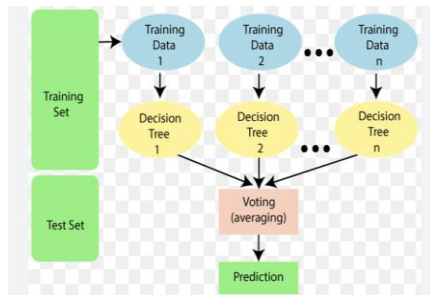 Training
Set
Training
Data
1
Training
Data
2
Training
Data
n
Decision
Tree
1
Decision
Tree
2
Decision
Tree
n
Test Set
Voting
(averaging)
Prediction